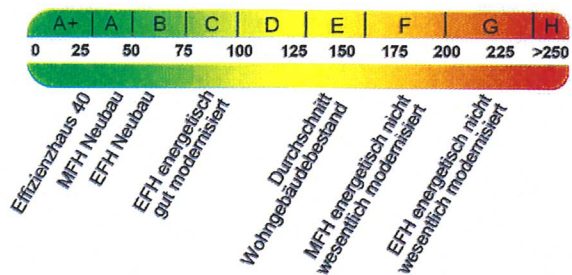 A+ A B C D E F G H
0 25 50 75 100 125 150 175 200 225 >250
Effizienzhaus 40
MFH Neubau
EFH Neubau
EFH energetisch
gut modernisiert
Durchschnitt
Wohngebäudebestand
MFH energetisch nicht
wesentlich modernisiert
EFH energetisch nicht
wesentlich modernisiert